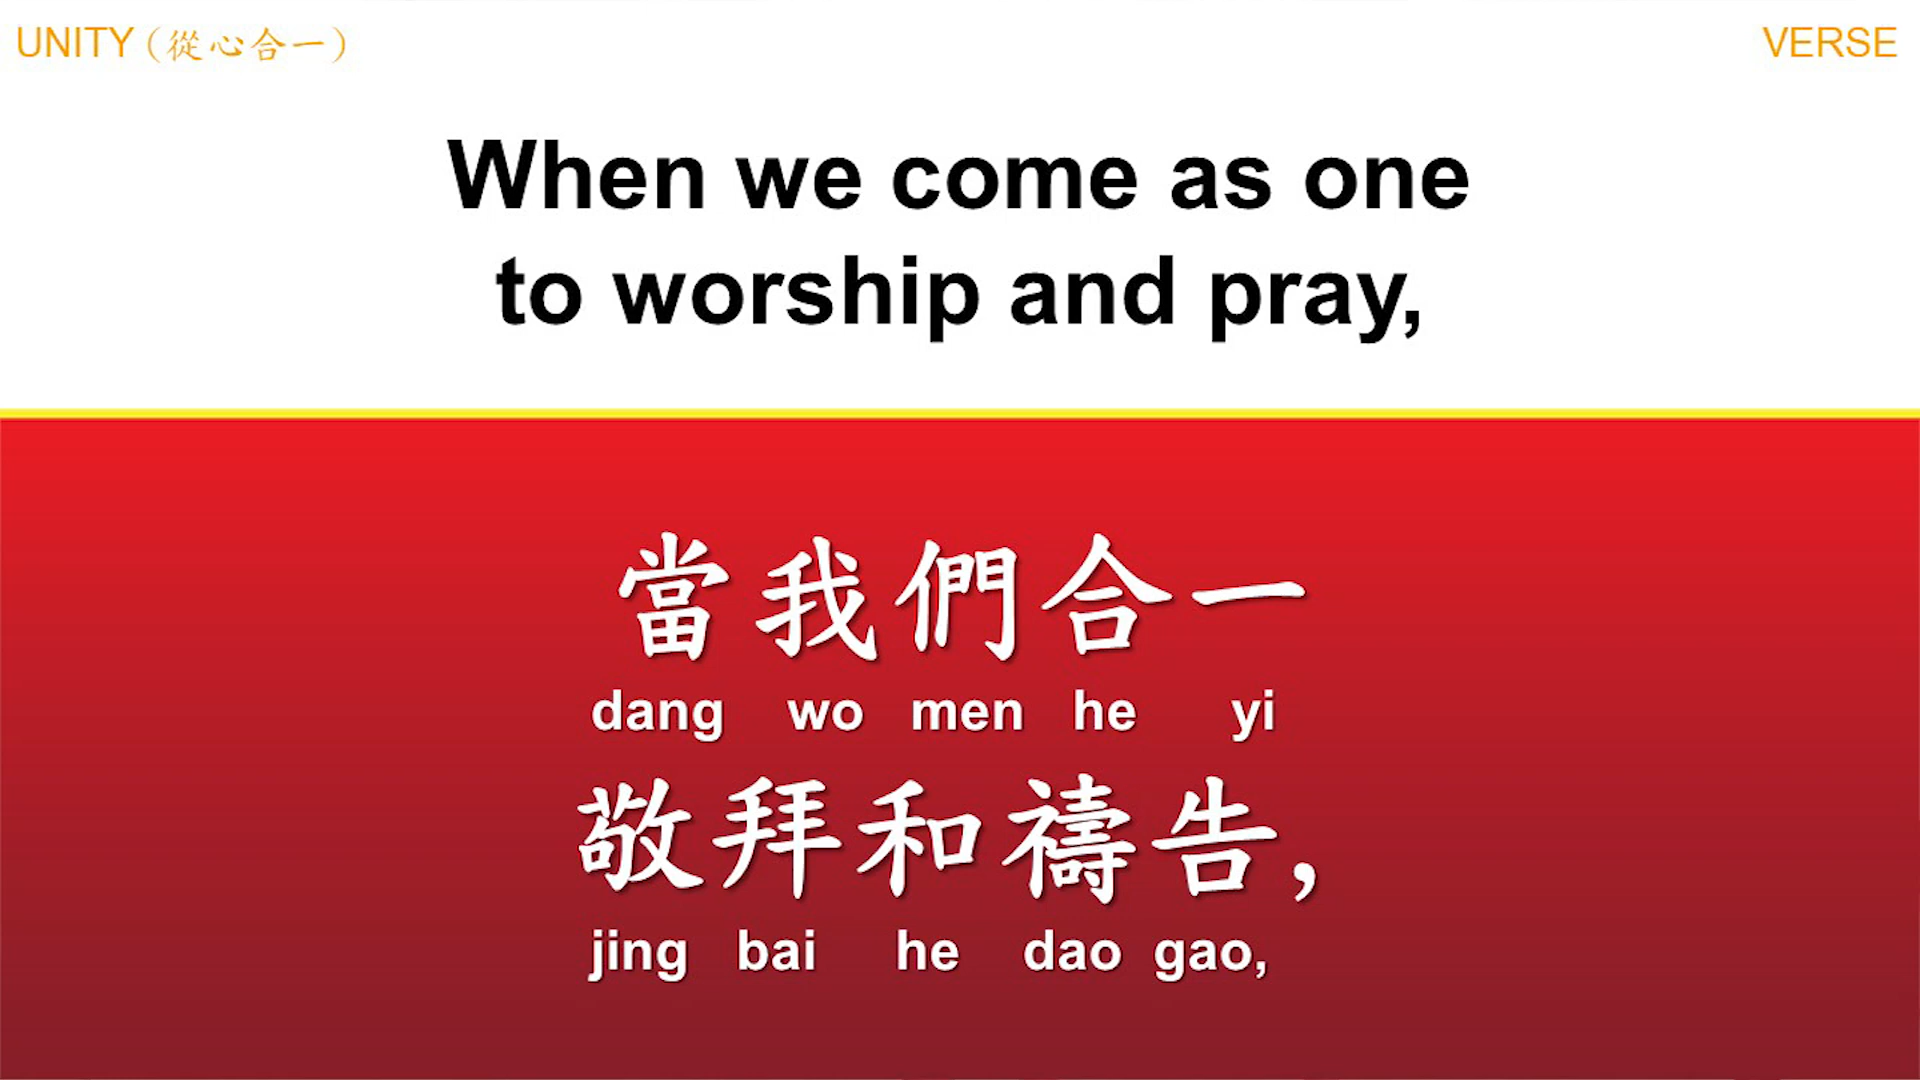 UNITY (從心合一)
VERSE
When we come as one
to worship and pray,
當我們合一
dang wo men he yi
敬拜和禱告,
jing bai he dao gao,